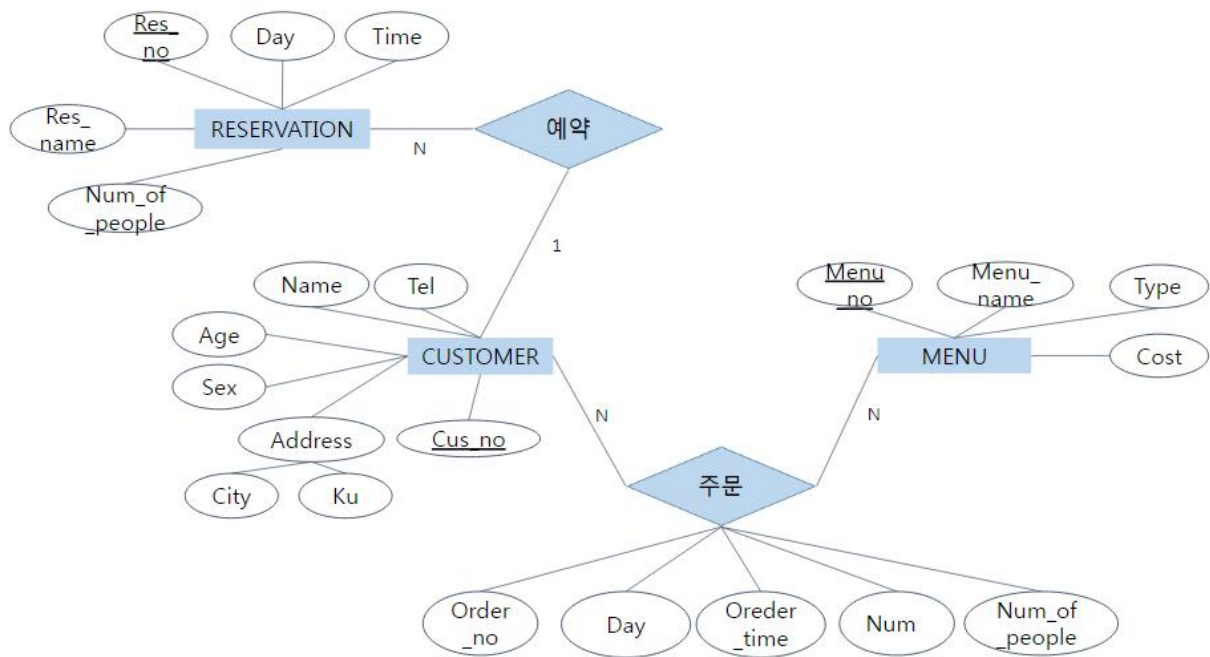 Res_
no
Day
Time
Res_
name
RESERVATION
N
예약
Num_of
_people
1
Name
Tel
Menu
_no
Menu_
name
Type
Age
CUSTOMER
MENU
Cost
Sex
N
N
Address
Cus_no
City
Ku
주문
Order
_no
Day
Oreder
_time
Num
Num_of
_people